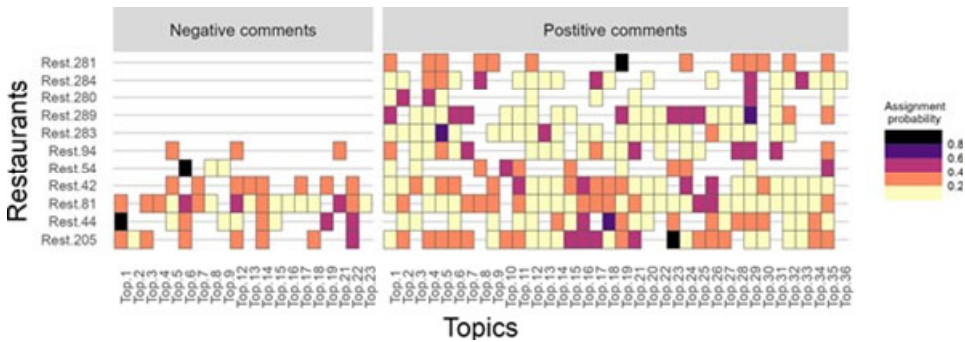 Negative comments
Postitive comments
Restaurants
Rest.281
Rest.284
Rest.280
Rest.289
Rest.283
Rest.94
Rest.54
Rest.42
Rest.81
Rest.44
Rest.205
Top.1
Top.2
Top.3
Top.4
Top.5
Top.6
Top.7
Top.8
Top.9
Top.12
Top.13
Top.14
Top.15
Top.16
Top.17
Top.18
Top.19
Top.21
Top.22
Top.23
Top.1
Top.2
Top.3
Top.4
Top.5
Top.6
Top.7
Top.8
Top.9
Top.10
Top.11
Top.12
Top.13
Top.14
Top.15
Top.16
Top.17
Top.18
Top.19
Top.20
Top.21
Top.22
Top.23
Top.24
Top.25
Top.26
Top.27
Top.28
Top.29
Top.30
Top.31
Top.32
Top.33
Top.34
Top.35
Top.36
Topics
Assignment
probability
0.8
0.6
0.4
0.2